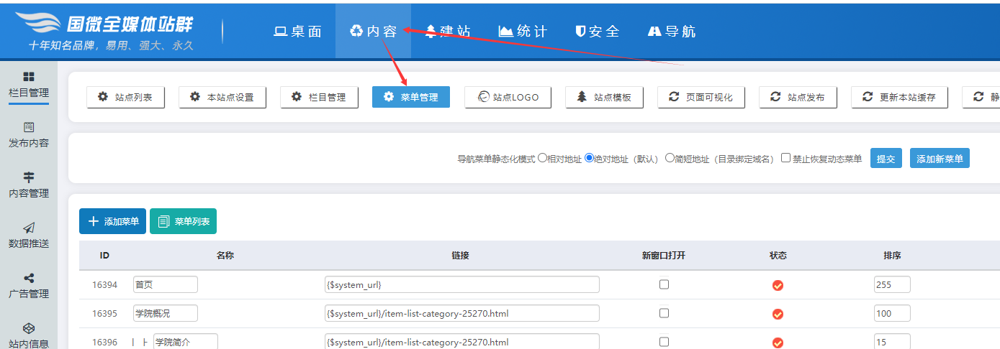 国微全媒体站群
十年知名品牌，易用、强大、永久
桌面 内容 建站 统计 安全 导航
栏目管理
发布内容
内容管理
数据推送
广告管理
站内信息
站点列表 本站点设置 栏目管理 菜单管理 站点LOGO 站点模板 页面可视化 站点发布 更新本站缓存 静
导航菜单静态化模式 相对地址 绝对地址（默认） 简短地址（目录绑定域名） 禁止恢复动态菜单 提交 添加新菜单
添加菜单 菜单列表
ID 名称 链接 新窗口打开 状态 排序
16394 首页 {$system_url} 255
16395 学院概况 {$system_url}/item-list-category-25270.html 100
16396 | ├ 学院简介 {$system_url}/item-list-category-25270.html 15